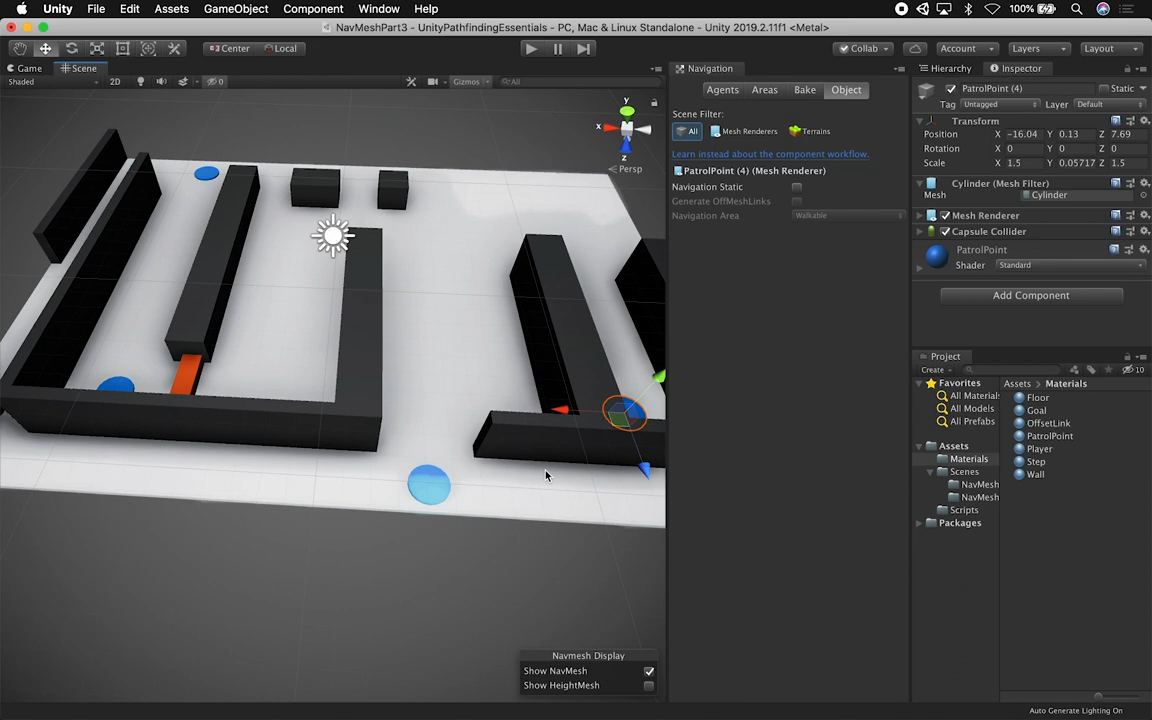 Unity File Edit Assets GameObject Component Window Help 100%
NavMeshPart3 - UnityPathfindingEssentials - PC, Mac & Linux Standalone - Unity 2019.2.11f1 <Metal>
Center Local Collab Account Layers Layout
Game Scene
Shaded 2D 0 Gizmos All
y
x
z
Persp
Navmesh Display
Show NavMesh
Show HeightMesh
Navigation
Agents Areas Bake Object
Scene Filter:
All Mesh Renderers Terrains
Learn instead about the component workflow.
PatrolPoint (4) (Mesh Renderer)
Navigation Static
Generate OffMeshLinks
Navigation Area Walkable
Hierarchy Inspector
PatrolPoint (4) Static
Tag Untagged Layer Default
Transform
Position X -16.04 Y 0.13 Z 7.69
Rotation X 0 Y 0 Z 0
Scale X 1.5 Y 0.05717 Z 1.5
Cylinder (Mesh Filter)
Mesh Cylinder
Mesh Renderer
Capsule Collider
PatrolPoint
Shader Standard
Add Component
Project
Create 10
Favorites
All Materials
All Models
All Prefabs
Assets
Materials
Scenes
NavMesh
NavMesh
Scripts
Packages
Assets Materials
Floor
Goal
OffsetLink
PatrolPoint
Player
Step
Wall
Auto Generate Lighting On